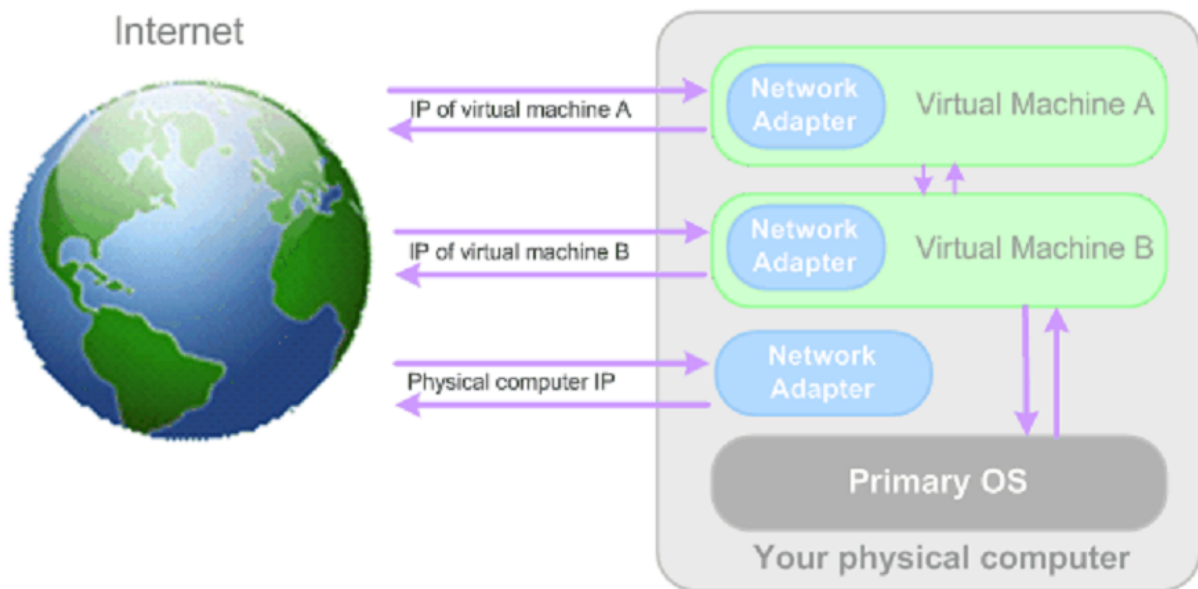 Internet
IP of virtual machine A
Network
Adapter
Virtual Machine A
IP of virtual machine B
Network
Adapter
Virtual Machine B
Physical computer IP
Network
Adapter
Primary OS
Your physical computer